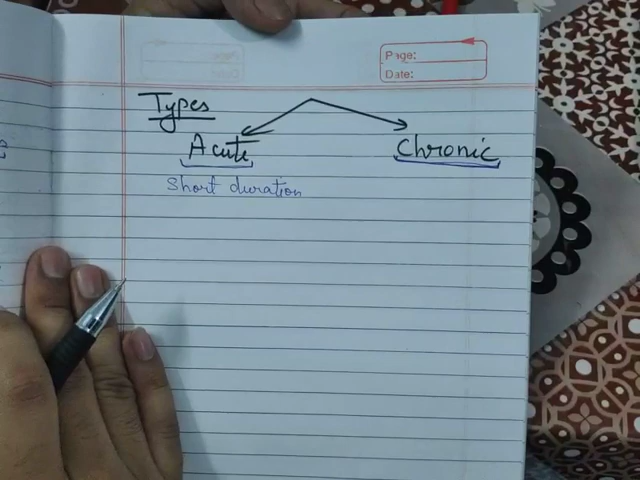 Page:
Date:
Types
Acute Chronic
Short duration